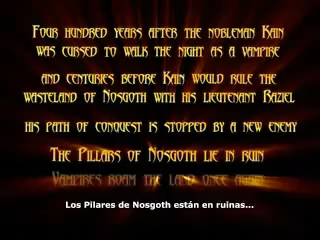 Four hundred years after the nobleman Kain
was cursed to walk the night as a vampire
and centuries before Kain would rule the
wasteland of Nosgoth with his lieutenant Raziel
his path of conquest is stopped by a new enemy
The Pillars of Nosgoth lie in ruin
Vampires roam the land once again
Los Pilares de Nosgoth están en ruinas...